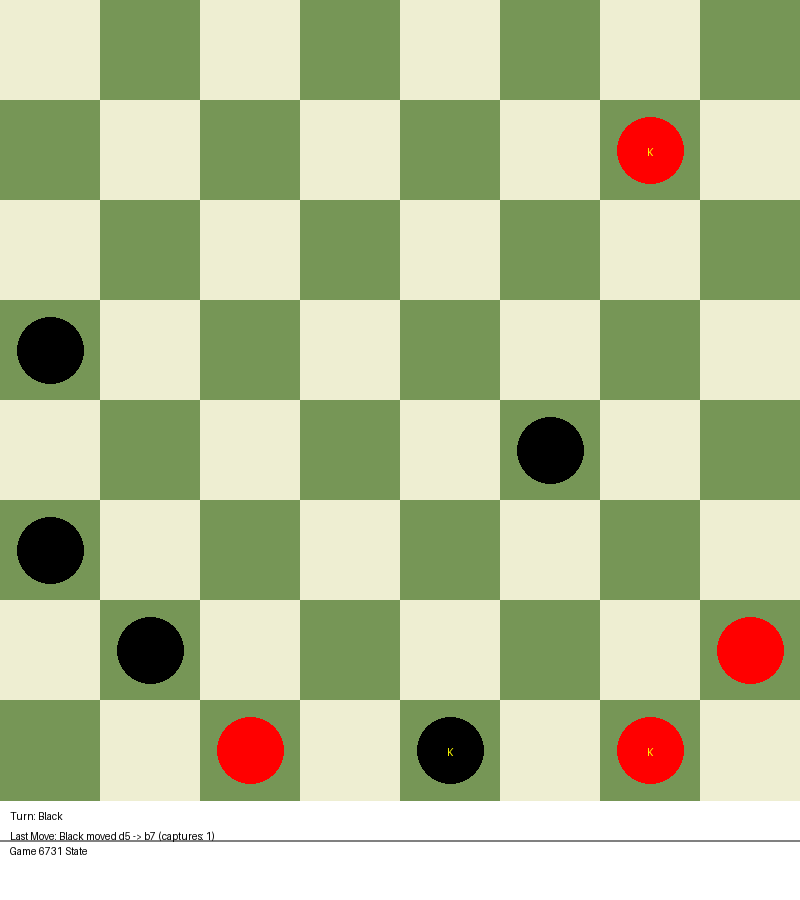 K
K
K
Turn: Black
Last Move: Black moved d5 -> b7 (captures: 1)
Game 6731 State